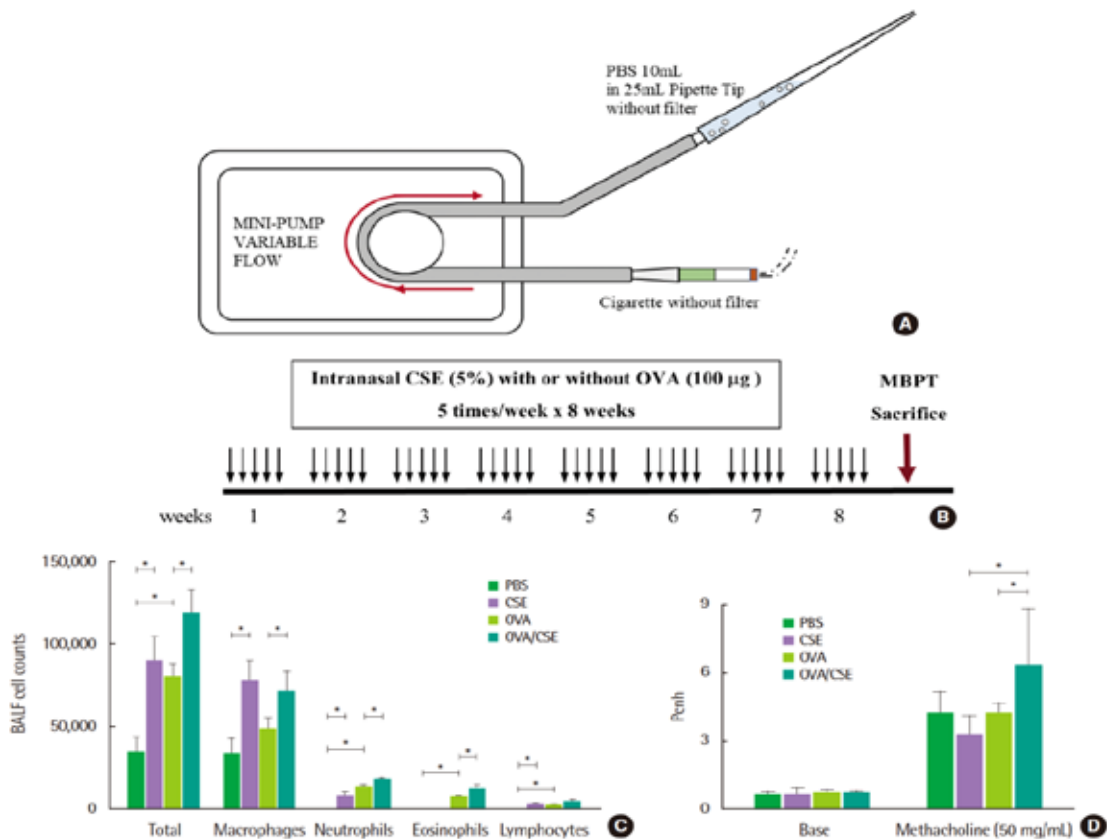 PBS 10mL
in 25mL Pipette Tip
without filter
MINI-PUMP
VARIABLE
FLOW
Cigarette without filter
A
Intranasal CSE (5%) with or without OVA (100 µg )
5 times/week x 8 weeks
MBPT
Sacrifice
weeks 1 2 3 4 5 6 7 8
B
150,000
100,000
50,000
0
BALF cell counts
* * * * * * * * * * * *
PBS
CSE
OVA
OVA/CSE
Total Macrophages Neutrophils Eosinophils Lymphocytes
C
9
6
3
0
Penh
* *
PBS
CSE
OVA
OVA/CSE
Base Methacholine (50 mg/mL)
D